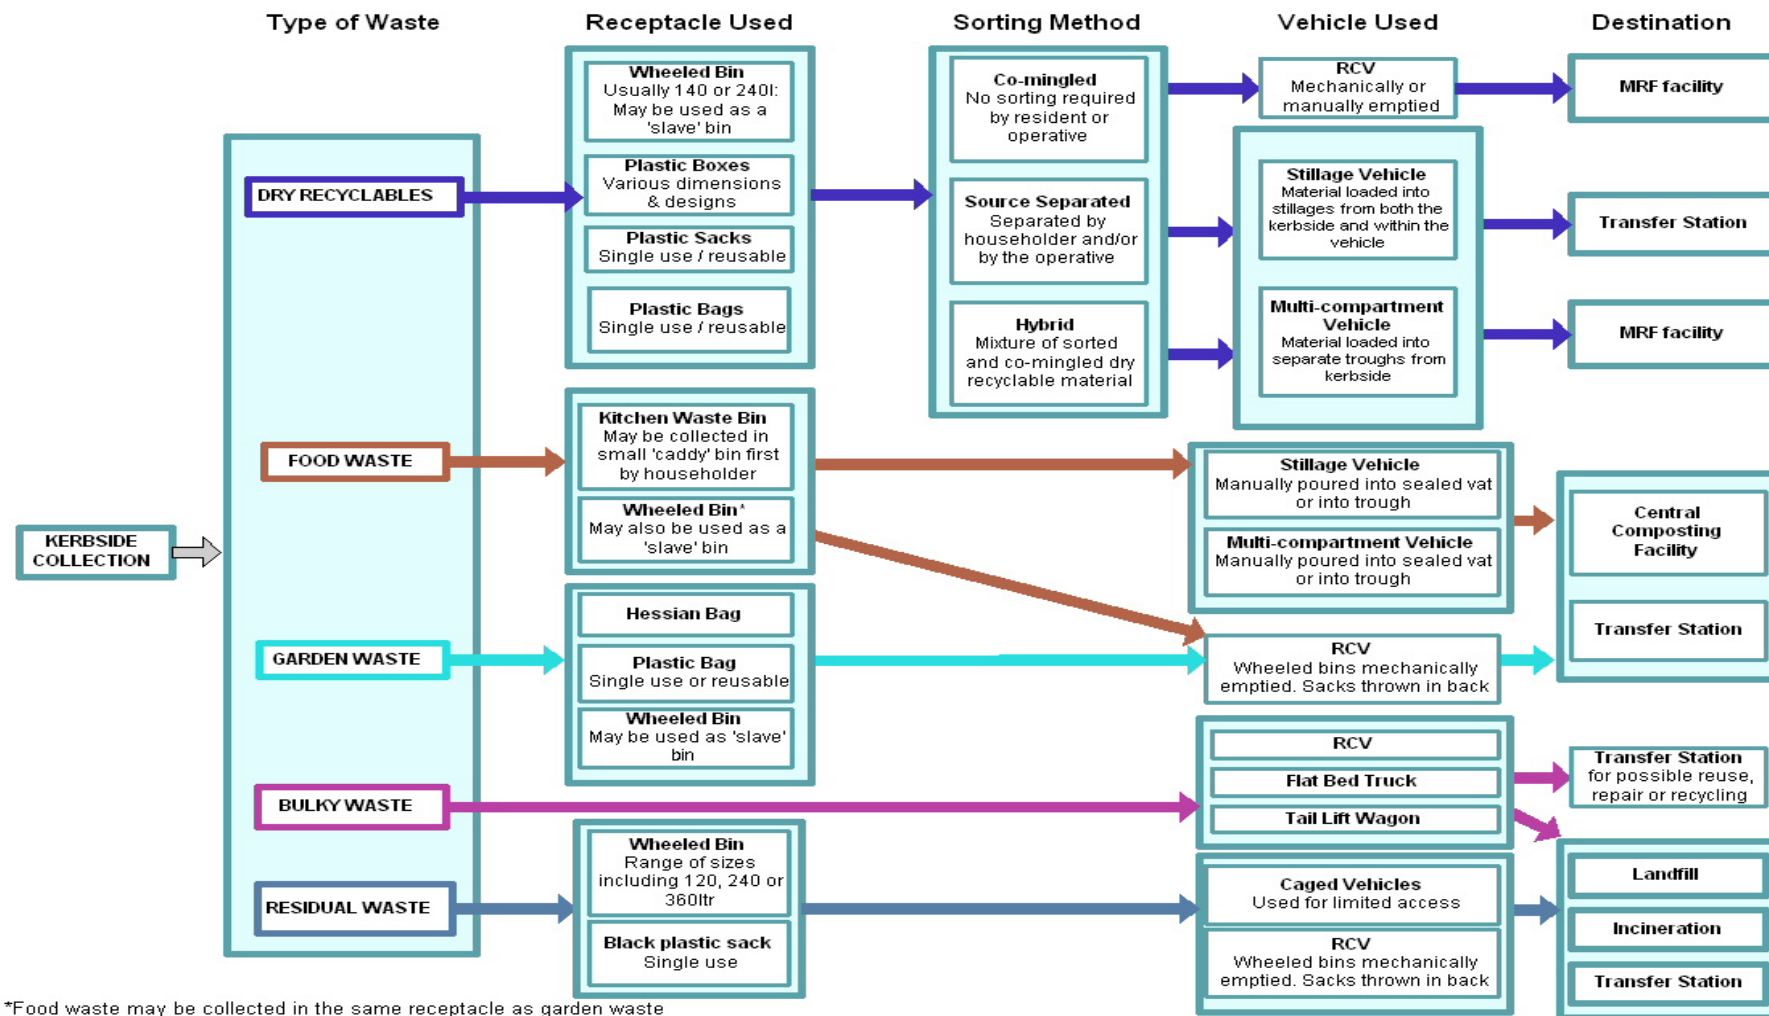 Type of Waste
Receptacle Used
Sorting Method
Vehicle Used
Destination
KERBSIDE
COLLECTION
DRY RECYCLABLES
FOOD WASTE
GARDEN WASTE
BULKY WASTE
RESIDUAL WASTE
Wheeled Bin
Usually 140 or 240l:
May be used as a
'slave' bin
Plastic Boxes
Various dimensions
& designs
Plastic Sacks
Single use / reusable
Plastic Bags
Single use / reusable
Kitchen Waste Bin
May be collected in
small 'caddy' bin first
by householder
Wheeled Bin*
May also be used as a
'slave' bin
Hessian Bag
Plastic Bag
Single use or reusable
Wheeled Bin
May be used as 'slave'
bin
Wheeled Bin
Range of sizes
including 120, 240 or
360ltr
Black plastic sack
Single use
Co-mingled
No sorting required
by resident or
operative
Source Separated
Separated by
householder and/or
by the operative
Hybrid
Mixture of sorted
and co-mingled dry
recyclable material
RCV
Mechanically or
manually emptied
Stillage Vehicle
Material loaded into
stillages from both the
kerbside and within the
vehicle
Multi-compartment
Vehicle
Material loaded into
separate troughs from
kerbside
Stillage Vehicle
Manually poured into sealed vat
or into trough
Multi-compartment Vehicle
Manually poured into sealed vat
or into trough
RCV
Wheeled bins mechanically
emptied. Sacks thrown in back
RCV
Flat Bed Truck
Tail Lift Wagon
Caged Vehicles
Used for limited access
RCV
Wheeled bins mechanically
emptied. Sacks thrown in back
MRF facility
Transfer Station
MRF facility
Central
Composting
Facility
Transfer Station
Transfer Station
for possible reuse,
repair or recycling
Landfill
Incineration
Transfer Station
*Food waste may be collected in the same receptacle as garden waste